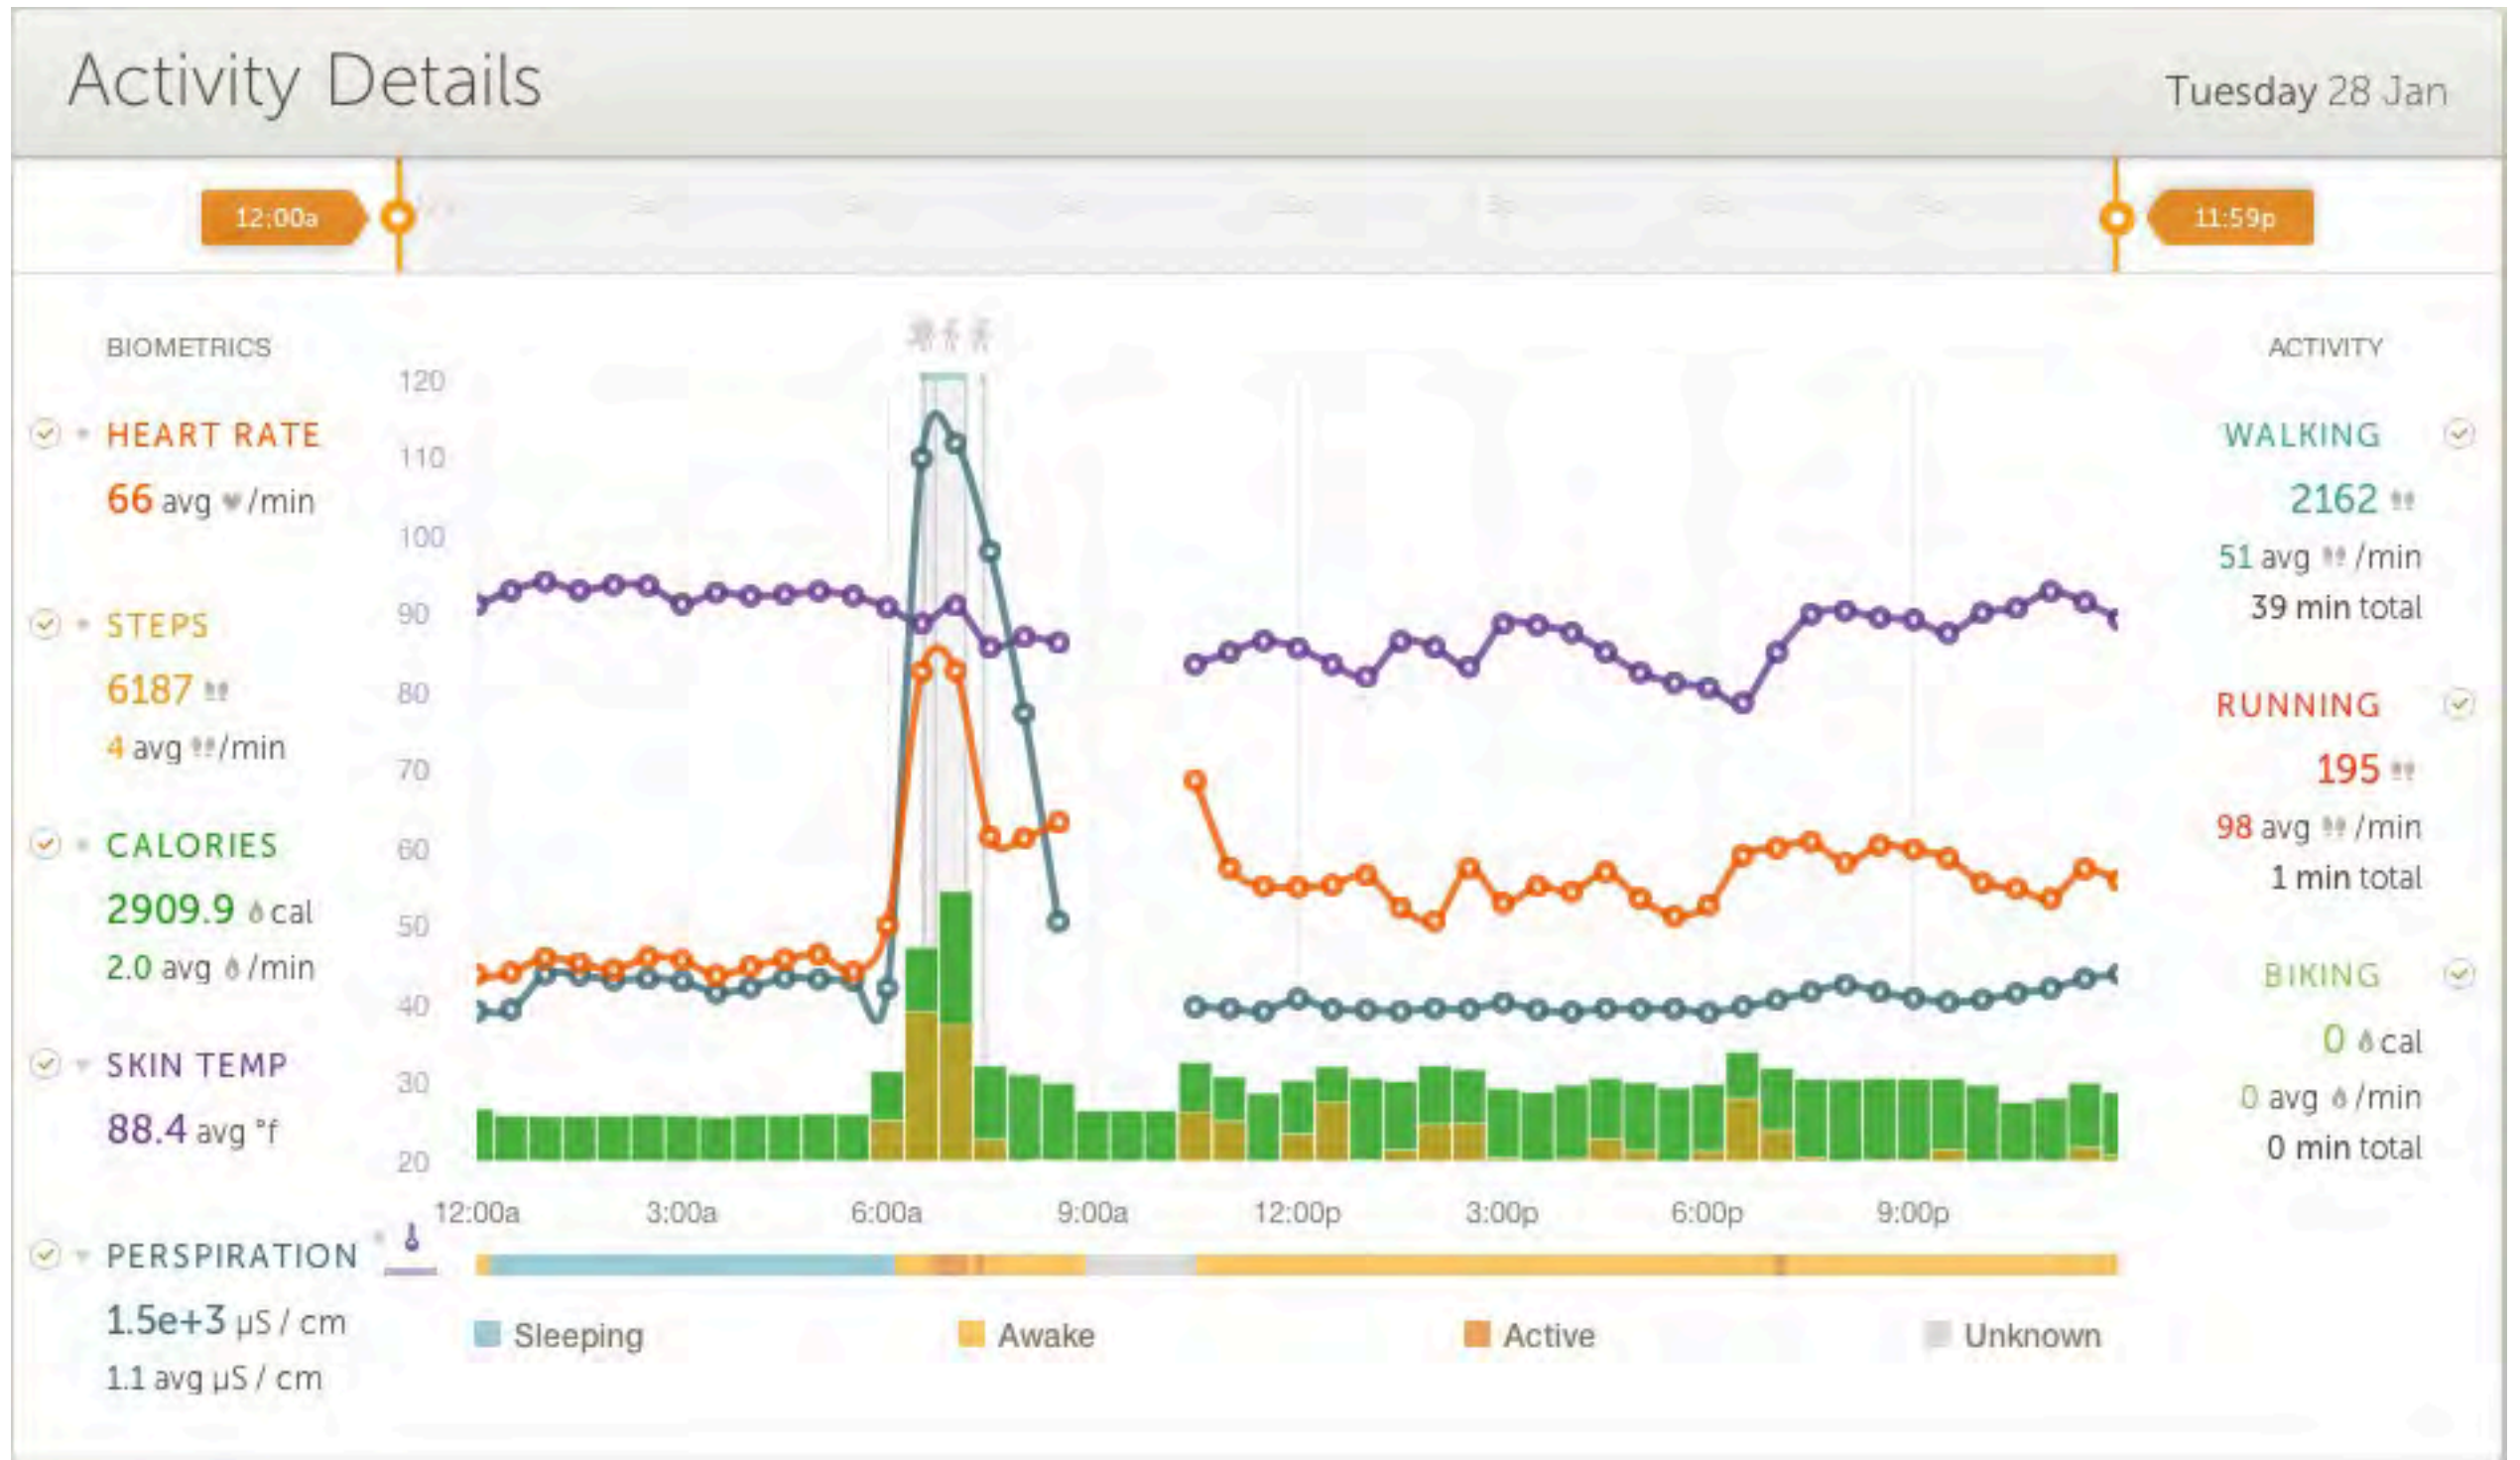 Activity Details
Tuesday 28 Jan
12:00a
11:59p
BIOMETRICS
HEART RATE
66 avg /min
STEPS
6187
4 avg /min
CALORIES
2909.9 cal
2.0 avg /min
SKIN TEMP
88.4 avg °f
PERSPIRATION
1.5e+3 µS / cm
1.1 avg µS / cm
120
110
100
90
80
70
60
50
40
30
20
12:00a 3:00a 6:00a 9:00a 12:00p 3:00p 6:00p 9:00p
Sleeping Awake Active Unknown
ACTIVITY
WALKING
2162
51 avg /min
39 min total
RUNNING
195
98 avg /min
1 min total
BIKING
0 cal
0 avg /min
0 min total